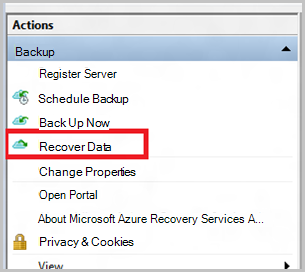 Actions
Backup
Register Server
Schedule Backup
Back Up Now
Recover Data
Change Properties
Open Portal
About Microsoft Azure Recovery Services A...
Privacy & Cookies
View